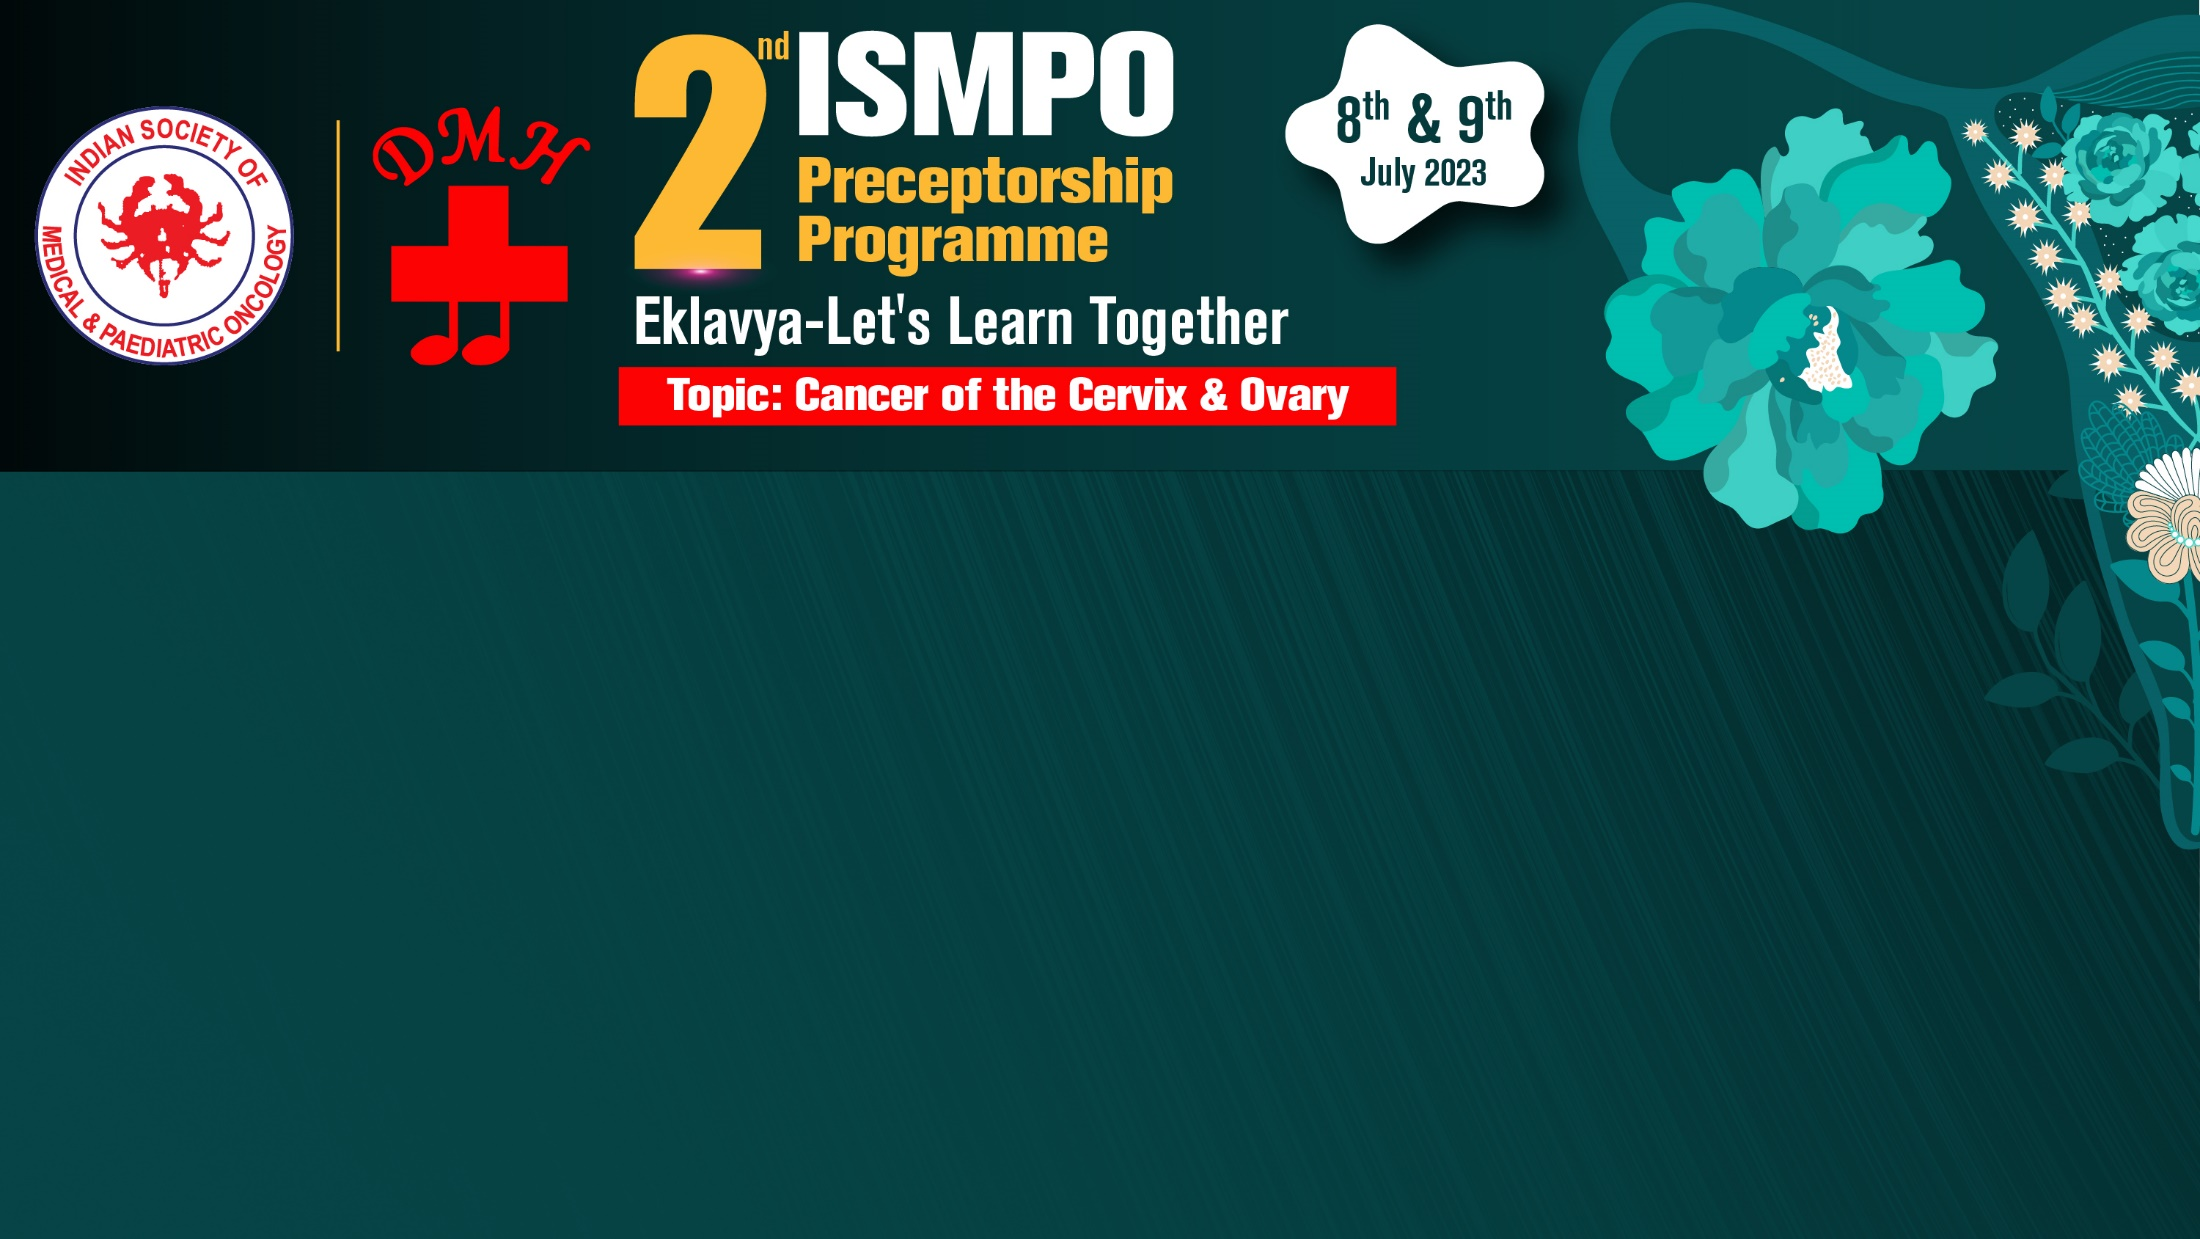 INDIAN SOCIETY OF
MEDICAL & PAEDIATRIC ONCOLOGY
DMH
2nd ISMPO
Preceptorship
Programme
Eklavya-Let's Learn Together
Topic: Cancer of the Cervix & Ovary
8th & 9th
July 2023